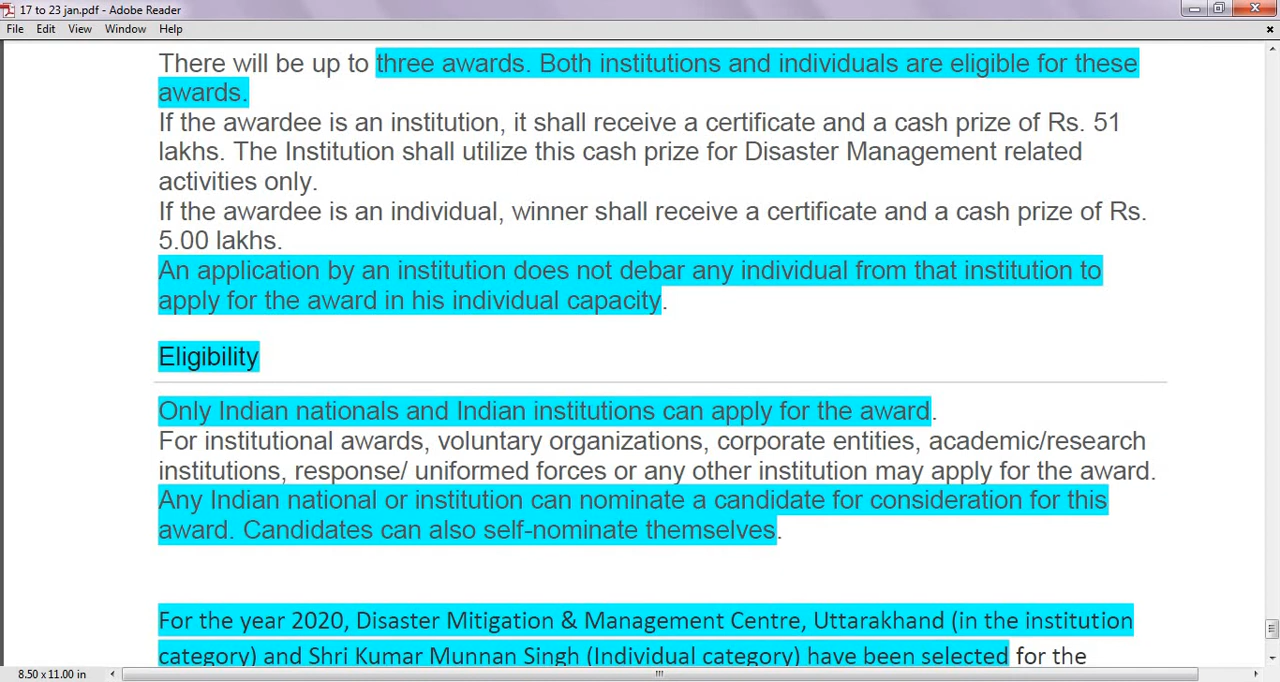 17 to 23 jan.pdf - Adobe Reader
File Edit View Window Help
There will be up to three awards. Both institutions and individuals are eligible for these
awards.
If the awardee is an institution, it shall receive a certificate and a cash prize of Rs. 51
lakhs. The Institution shall utilize this cash prize for Disaster Management related
activities only.
If the awardee is an individual, winner shall receive a certificate and a cash prize of Rs.
5.00 lakhs.
An application by an institution does not debar any individual from that institution to
apply for the award in his individual capacity.
Eligibility
Only Indian nationals and Indian institutions can apply for the award.
For institutional awards, voluntary organizations, corporate entities, academic/research
institutions, response/ uniformed forces or any other institution may apply for the award.
Any Indian national or institution can nominate a candidate for consideration for this
award. Candidates can also self-nominate themselves.
For the year 2020, Disaster Mitigation & Management Centre, Uttarakhand (in the institution
category) and Shri Kumar Munnan Singh (Individual category) have been selected for the
8.50 x 11.00 in